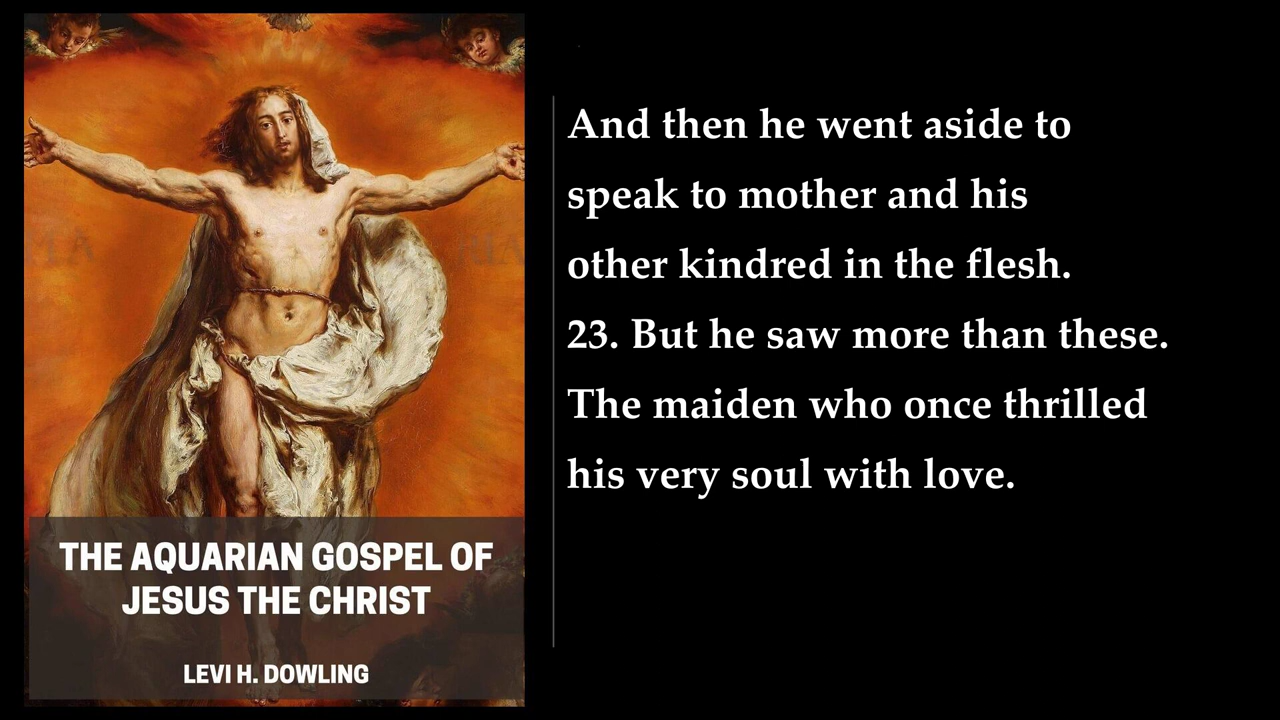 And then he went aside to
speak to mother and his
other kindred in the flesh.
23. But he saw more than these.
The maiden who once thrilled
his very soul with love.
THE AQUARIAN GOSPEL OF
JESUS THE CHRIST
LEVI H. DOWLING